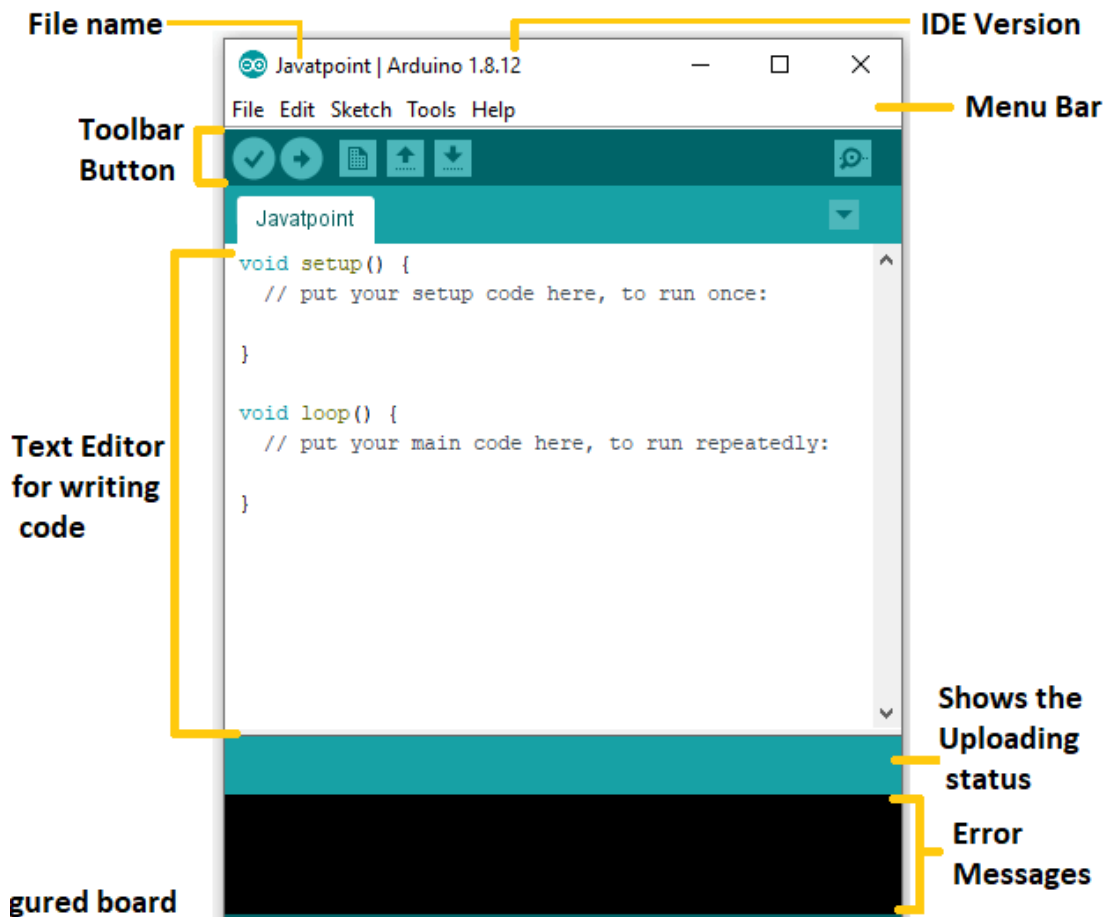 File name
IDE Version
Javatpoint | Arduino 1.8.12
File Edit Sketch Tools Help
Menu Bar
Toolbar
Button
Javatpoint
void setup() {
// put your setup code here, to run once:
}
void loop() {
// put your main code here, to run repeatedly:
}
Text Editor
for writing
code
Shows the
Uploading
status
Error
Messages
gured board